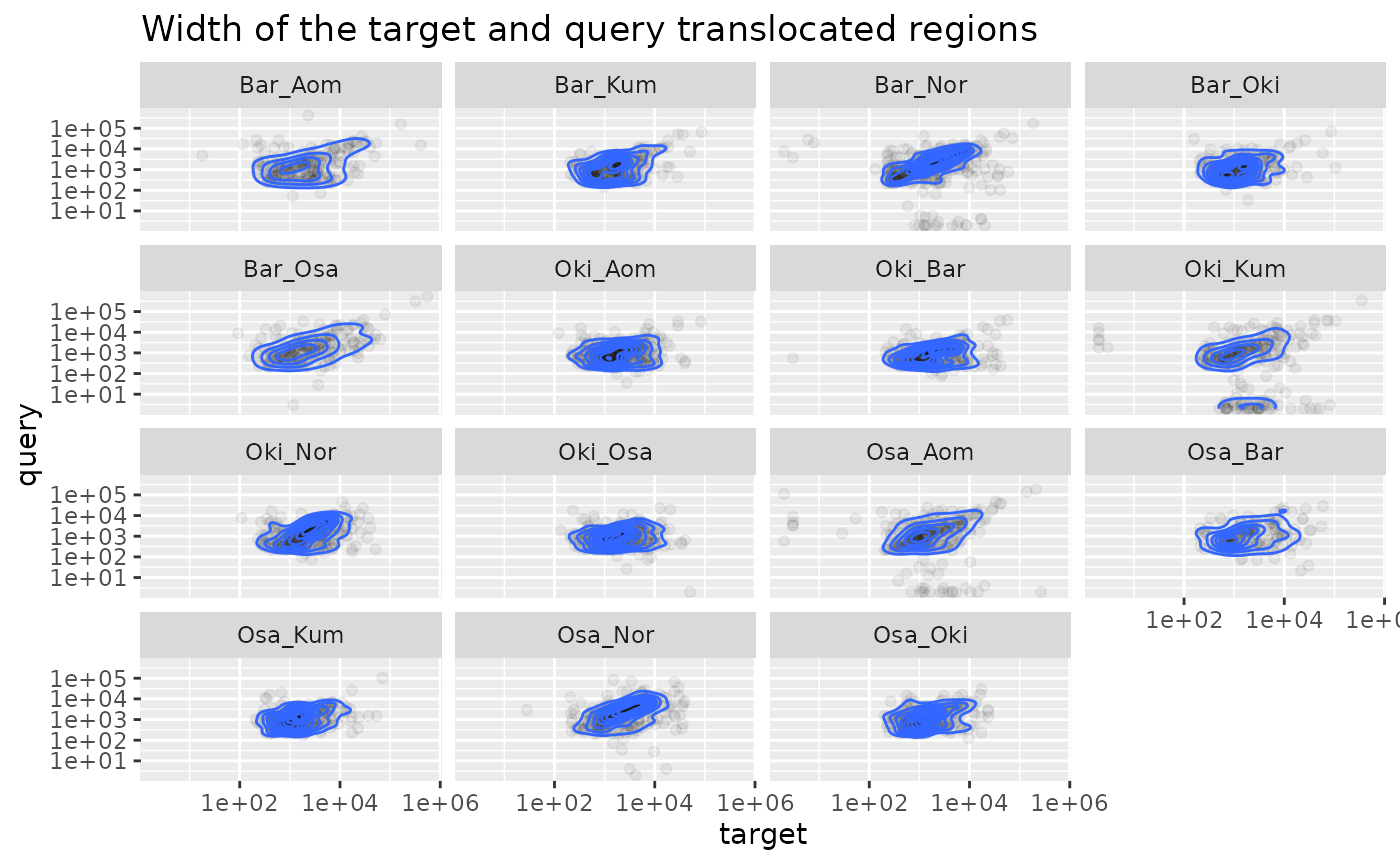 Width of the target and query translocated regions
Bar_Aom Bar_Kum Bar_Nor Bar_Oki
1e+05
1e+04
1e+03
1e+02
1e+01
Bar_Osa Oki_Aom Oki_Bar Oki_Kum
1e+05
1e+04
1e+03
1e+02
1e+01
query
Oki_Nor Oki_Osa Osa_Aom Osa_Bar
1e+05
1e+04
1e+03
1e+02
1e+01
1e+02 1e+04 1e+0
Osa_Kum Osa_Nor Osa_Oki
1e+05
1e+04
1e+03
1e+02
1e+01
1e+02 1e+04 1e+06 1e+02 1e+04 1e+06 1e+02 1e+04 1e+06
target